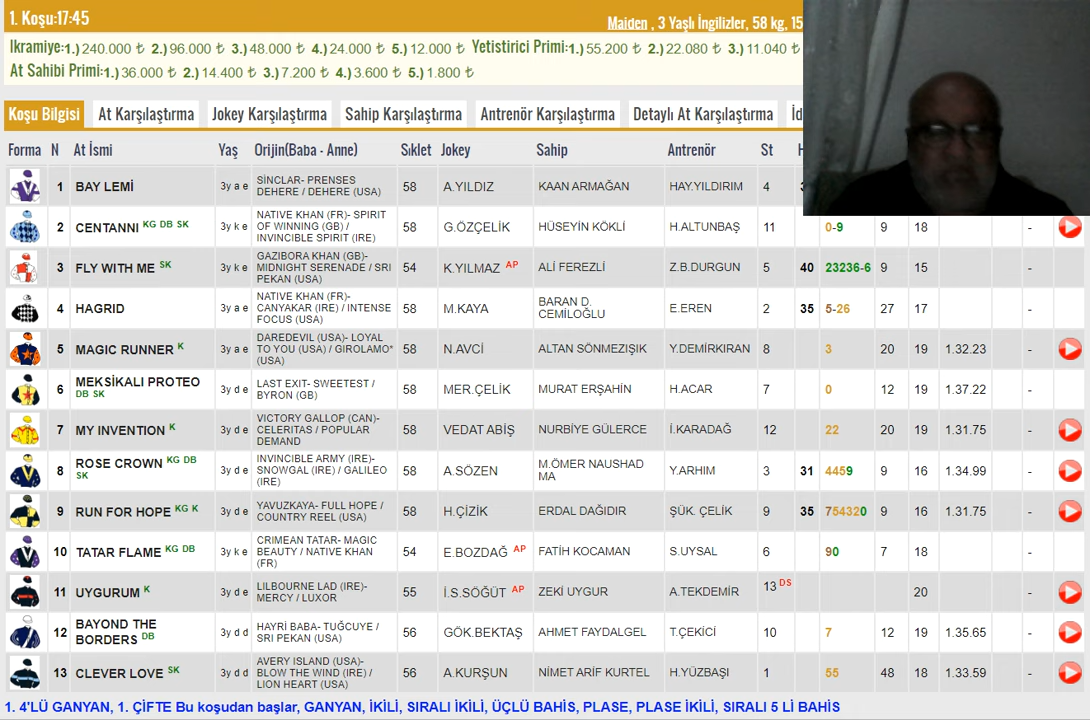 1. Koşu:17:45
Maiden , 3 Yaşlı İngilizler, 58 kg, 15
Ikramiye:1.) 240.000 ₺ 2.) 96.000 ₺ 3.) 48.000 ₺ 4.) 24.000 ₺ 5.) 12.000 ₺ Yetistirici Primi:1.) 55.200 ₺ 2.) 22.080 ₺ 3.) 11.040 ₺
At Sahibi Primi:1.) 36.000 ₺ 2.) 14.400 ₺ 3.) 7.200 ₺ 4.) 3.600 ₺ 5.) 1.800 ₺
Koşu Bilgisi At Karşılaştırma Jokey Karşılaştırma Sahip Karşılaştırma Antrenör Karşılaştırma Detaylı At Karşılaştırma İd
Forma N At İsmi Yaş Orijin(Baba - Anne) Sıklet Jokey Sahip Antrenör St
1 BAY LEMİ 3y a e SİNCLAR- PRENSES DEHERE / DEHERE (USA) 58 A.YILDIZ KAAN ARMAĞAN HAY.YILDIRIM 4
2 CENTANNI KG DB SK 3y k e NATIVE KHAN (FR)- SPIRIT OF WINNING (GB) / INVINCIBLE SPIRIT (IRE) 58 G.ÖZÇELİK HÜSEYİN KÖKLİ H.ALTUNBAŞ 11 0-9 9 18 -
3 FLY WITH ME SK 3y k e GAZIBORA KHAN (GB)- MIDNIGHT SERENADE / SRI PEKAN (USA) 54 K.YILMAZ AP ALİ FEREZLİ Z.B.DURGUN 5 40 23236-6 9 15 -
4 HAGRID 3y a e NATIVE KHAN (FR)- CANYAKAR (IRE) / INTENSE FOCUS (USA) 58 M.KAYA BARAN D. CEMİLOĞLU E.EREN 2 35 5-26 27 17 -
5 MAGIC RUNNER K 3y a e DAREDEVIL (USA)- LOYAL TO YOU (USA) / GIROLAMO* 58 N.AVCİ ALTAN SÖNMEZIŞIK Y.DEMİRKIRAN 8 3 20 19 1.32.23 -
6 MEKSİKALI PROTEO DB SK 3y d e LAST EXIT- SWEETEST / BYRON (GB) 58 MER.ÇELİK MURAT ERŞAHİN H.ACAR 7 0 12 19 1.37.22 -
7 MY INVENTION K 3y d e VICTORY GALLOP (CAN)- CELERITAS / POPULAR DEMAND 58 VEDAT ABİŞ NURBİYE GÜLERCE İ.KARADAĞ 12 22 20 19 1.31.75 -
8 ROSE CROWN KG DB SK 3y d e INVINCIBLE ARMY (IRE)- SNOWGAL (IRE) / GALILEO (IRE) 58 A.SÖZEN M.ÖMER NAUSHAD MA Y.ARHIM 3 31 4459 9 16 1.34.99 -
9 RUN FOR HOPE KG K 3y d e YAVUZKAYA- FULL HOPE / COUNTRY REEL (USA) 58 H.ÇİZİK ERDAL DAĞIDIR ŞÜK. ÇELİK 9 35 754320 9 16 1.31.75 -
10 TATAR FLAME KG DB 3y k e CRIMEAN TATAR- MAGIC BEAUTY / NATIVE KHAN (FR) 54 E.BOZDAĞ AP FATİH KOCAMAN S.UYSAL 6 90 7 18 -
11 UYGURUM K 3y d e LILBOURNE LAD (IRE)- MERCY / LUXOR 55 İ.S.SÖĞÜT AP ZEKİ UYGUR A.TEKDEMİR 13 DS 20 -
12 BAYOND THE BORDERS DB 3y d d HAYRİ BABA- TUĞCUYE / SRI PEKAN (USA) 56 GÖK.BEKTAŞ AHMET FAYDALGEL T.ÇEKİCİ 10 7 12 19 1.35.65 -
13 CLEVER LOVE SK 3y d d AVERY ISLAND (USA)- BLOW THE WIND (IRE) / LION HEART (USA) 56 A.KURŞUN NİMET ARİF KURTEL H.YÜZBAŞI 1 55 48 18 1.33.59 -
1. 4'LÜ GANYAN, 1. ÇİFTE Bu koşudan başlar, GANYAN, İKİLİ, SIRALI İKİLİ, ÜÇLÜ BAHİS, PLASE, PLASE İKİLİ, SIRALI 5 Lİ BAHİS